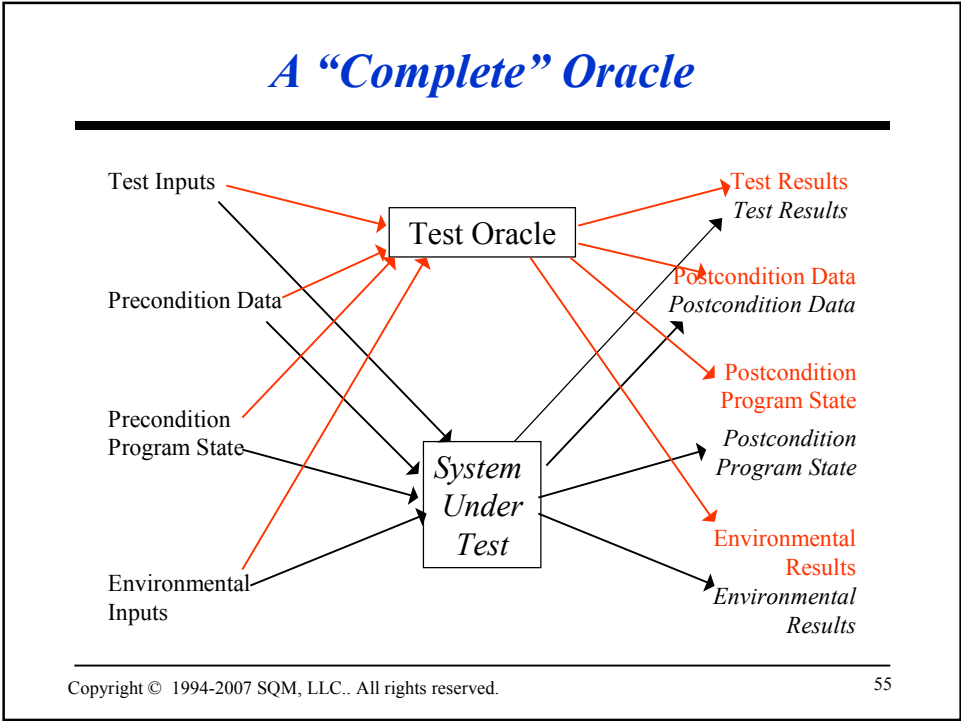 A “Complete” Oracle
Test Inputs
Precondition Data
Precondition
Program State
Environmental
Inputs
Test Oracle
System
Under
Test
Test Results
Test Results
Postcondition Data
Postcondition Data
Postcondition
Program State
Postcondition
Program State
Environmental
Results
Environmental
Results
Copyright © 1994-2007 SQM, LLC.. All rights reserved.
55